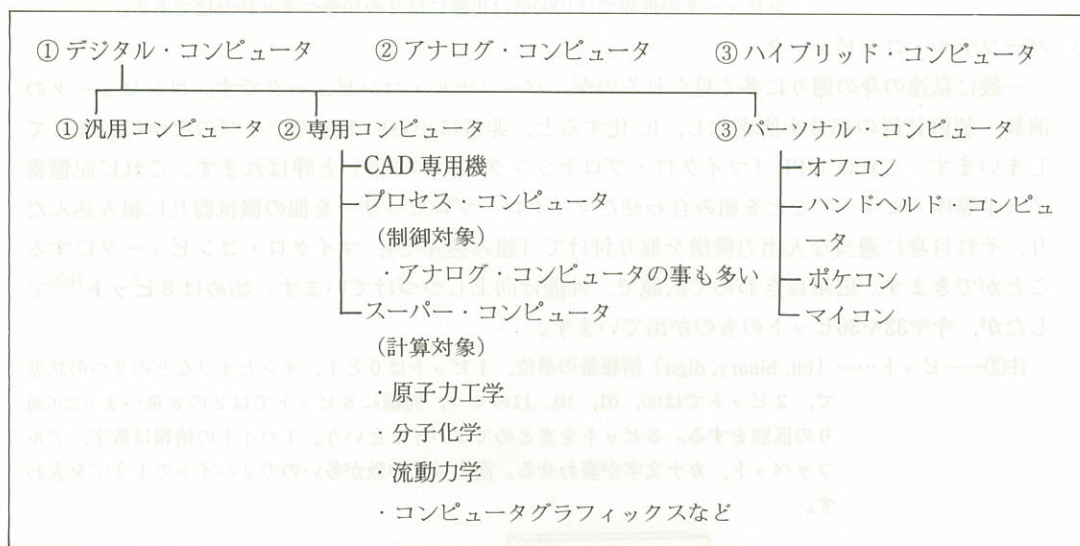 ① デジタル・コンピュータ　② アナログ・コンピュータ　③ ハイブリッド・コンピュータ
① 汎用コンピュータ　② 専用コンピュータ　③ パーソナル・コンピュータ
CAD 専用機　オフコン
プロセス・コンピュータ　ハンドヘルド・コンピュ
(制御対象)　ータ
・アナログ・コンピュータの事も多い　ポケコン
スーパー・コンピュータ　マイコン
(計算対象)
・原子力工学
・分子化学
・流動力学
・コンピュータグラフィックスなど